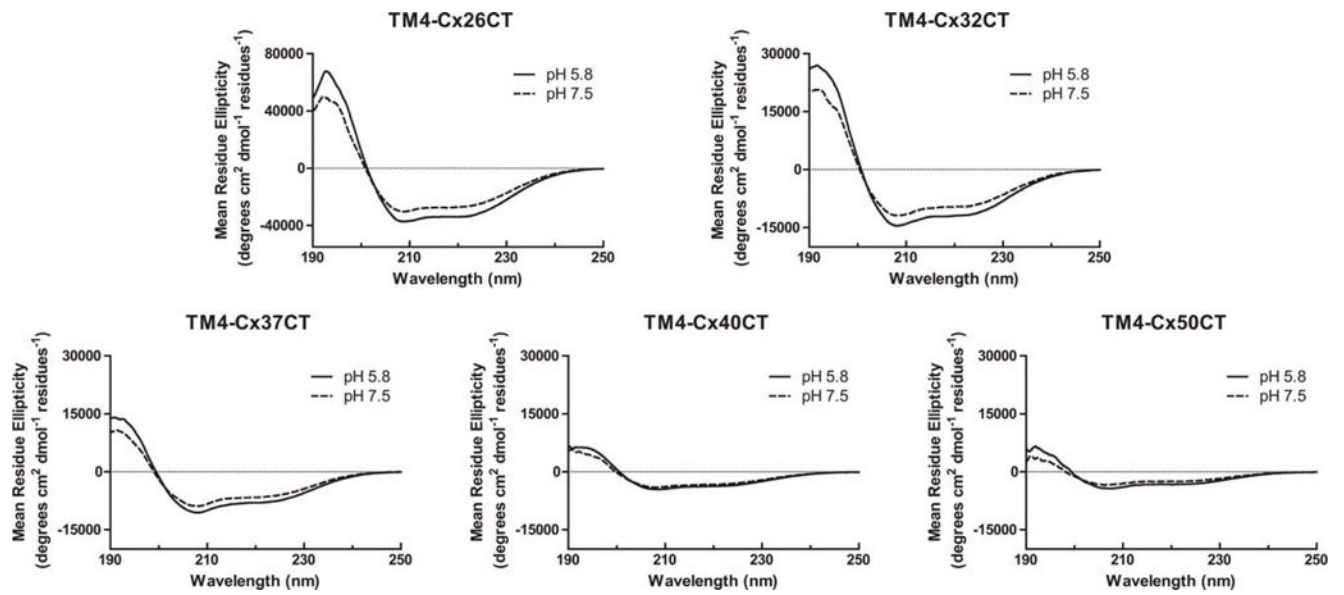 TM4-Cx26CT
Mean Residue Ellipticity
(degrees cm² dmol⁻¹ residues⁻¹)
80000
40000
0
-40000
190
210
230
250
Wavelength (nm)
pH 5.8
pH 7.5
TM4-Cx32CT
Mean Residue Ellipticity
(degrees cm² dmol⁻¹ residues⁻¹)
30000
15000
0
-15000
190
210
230
250
Wavelength (nm)
pH 5.8
pH 7.5
TM4-Cx37CT
Mean Residue Ellipticity
(degrees cm² dmol⁻¹ residues⁻¹)
30000
15000
0
-15000
190
210
230
250
Wavelength (nm)
pH 5.8
pH 7.5
TM4-Cx40CT
Mean Residue Ellipticity
(degrees cm² dmol⁻¹ residues⁻¹)
30000
15000
0
-15000
190
210
230
250
Wavelength (nm)
pH 5.8
pH 7.5
TM4-Cx50CT
Mean Residue Ellipticity
(degrees cm² dmol⁻¹ residues⁻¹)
30000
15000
0
-15000
190
210
230
250
Wavelength (nm)
pH 5.8
pH 7.5